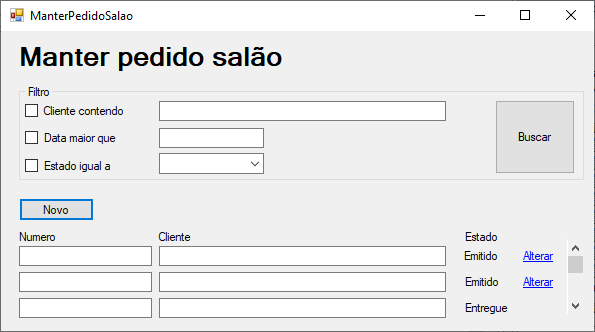 ManterPedidoSalao
Manter pedido salão
Filtro
Cliente contendo
Data maior que
Estado igual a
Buscar
Novo
Numero Cliente Estado
Emitido Alterar
Emitido Alterar
Entregue